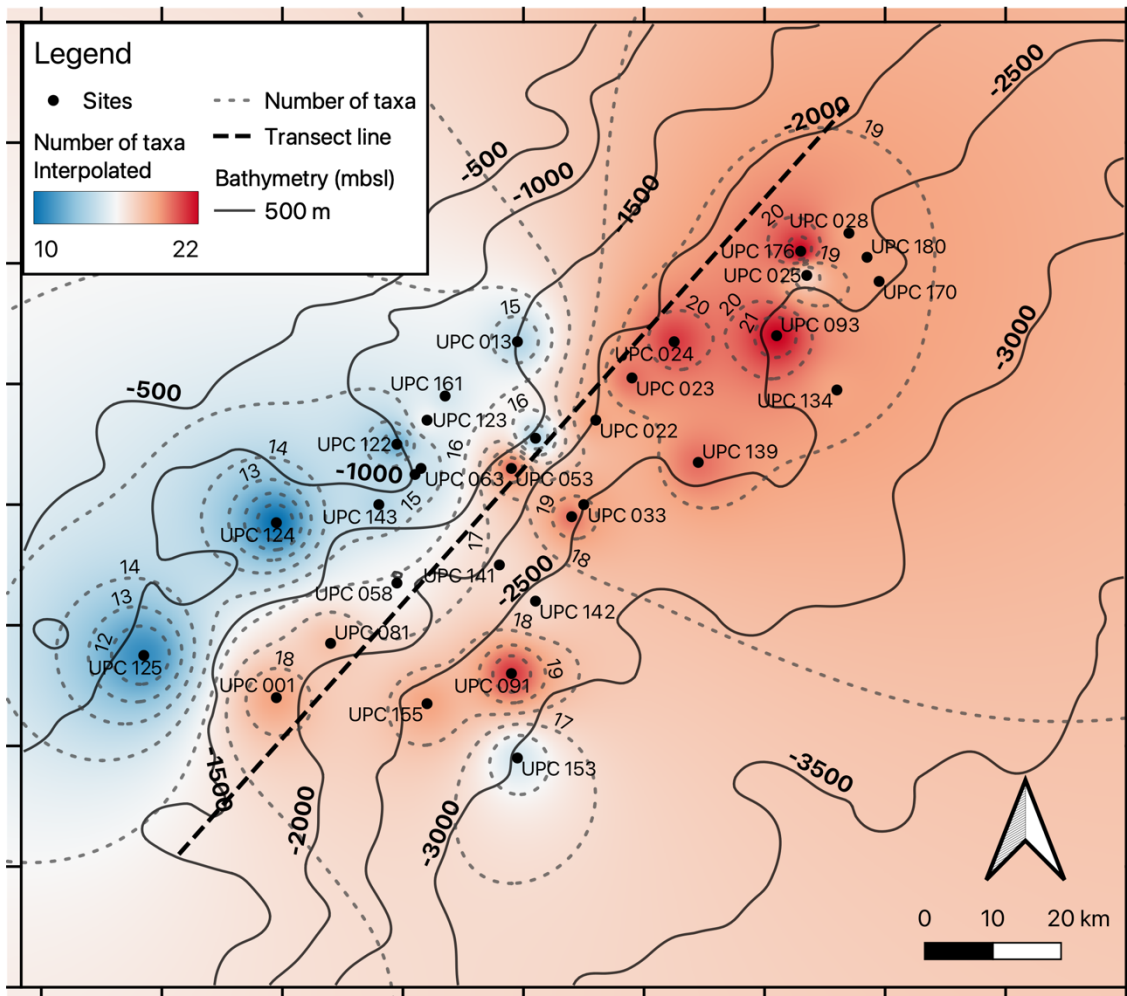 Legend
Sites
Number of taxa
Interpolated
10
22
Number of taxa
Transect line
Bathymetry (mbsl)
500 m
-500
-1000
-1500
-2000
-2500
19
20
UPC 028
UPC 176
19
UPC 180
UPC 025
UPC 170
15
20
20
21
UPC 093
UPC 013
UPC 024
-3000
UPC 161
-500
UPC 023
UPC 134
16
UPC 123
UPC 022
UPC 122
14
16
UPC 139
13
-1000
UPC 063
UPC 053
15
19
UPC 143
UPC 033
UPC 124
17
18
14
UPC 141
-2500
13
UPC 058
UPC 142
12
18
UPC 081
UPC 125
18
19
UPC 001
UPC 091
UPC 155
17
UPC 153
-1500
-3500
-2000
-3000
0
10
20 km